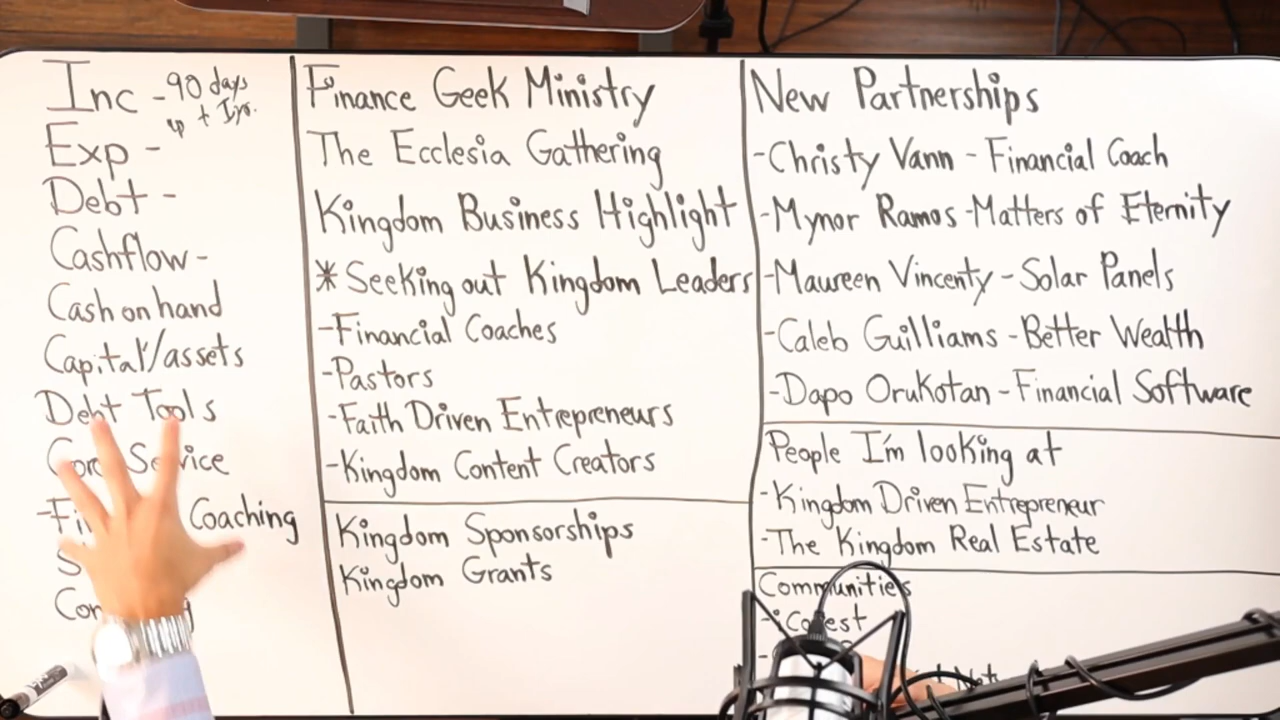 Inc - 90 days
up + 1yr.
Exp -
Debt -
Cashflow -
Cash on hand
Capital/assets
Debt Tools
Service
Coaching
Finance Geek Ministry
The Ecclesia Gathering
Kingdom Business Highlight
* Seeking out Kingdom Leaders
-Financial Coaches
-Pastors
-Faith Driven Entrepreneurs
-Kingdom Content Creators
Kingdom Sponsorships
Kingdom Grants
New Partnerships
-Christy Vann - Financial Coach
-Mynor Ramos -Matters of Eternity
-Maureen Vincenty - Solar Panels
-Caleb Guilliams -Better Wealth
-Dapo Orukotan - Financial Software
People I'm looking at
-Kingdom Driven Entrepreneur
-The Kingdom Real Estate
Communities